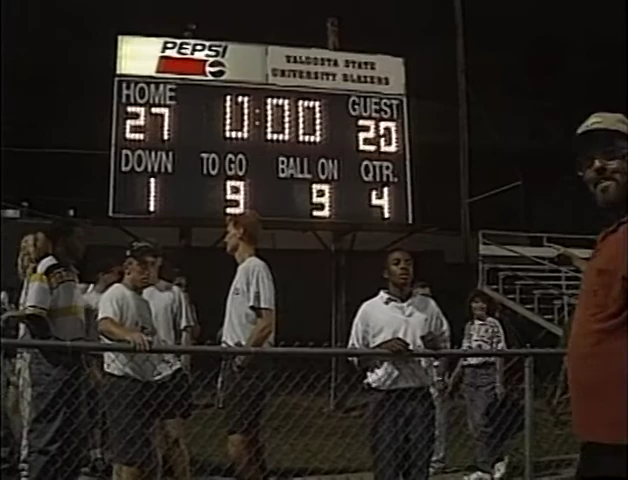 PEPSI
VALDOSTA STATE
UNIVERSITY BLAZERS
HOME 0:00 GUEST
27 20
DOWN TO GO BALL ON QTR.
1 9 9 4